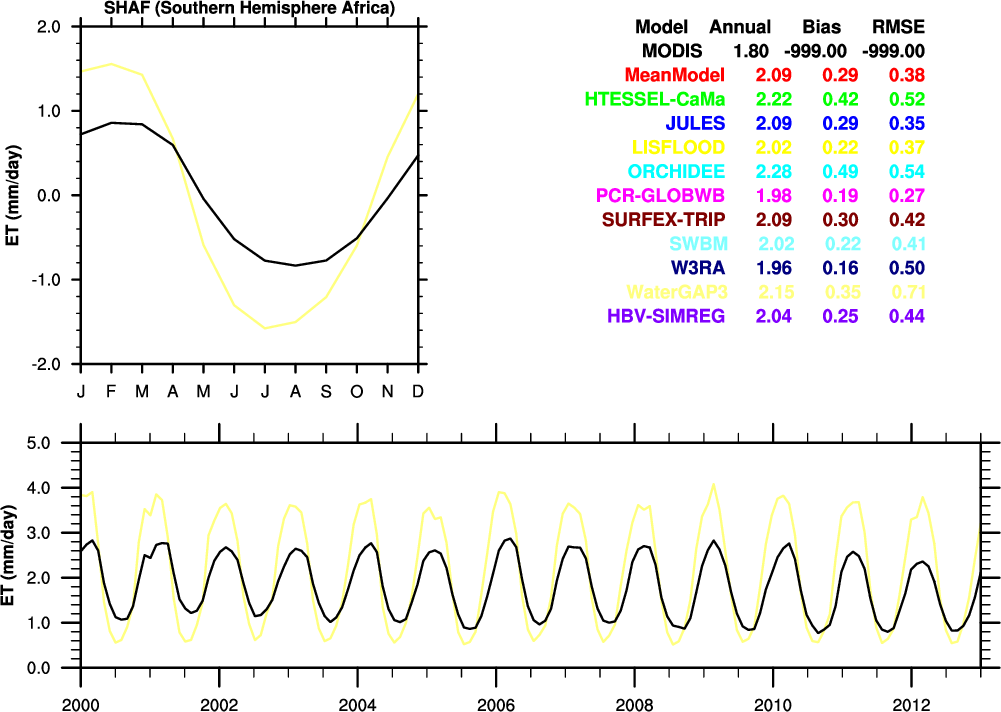 SHAF (Southern Hemisphere Africa)
2.0
1.0
0.0
-1.0
-2.0
ET (mm/day)
J F M A M J J A S O N D
Model Annual Bias RMSE
MODIS 1.80 -999.00 -999.00
MeanModel 2.09 0.29 0.38
HTESSEL-CaMa 2.22 0.42 0.52
JULES 2.09 0.29 0.35
LISFLOOD 2.02 0.22 0.37
ORCHIDEE 2.28 0.49 0.54
PCR-GLOBWB 1.98 0.19 0.27
SURFEX-TRIP 2.09 0.30 0.42
SWBM 2.02 0.22 0.41
W3RA 1.96 0.16 0.50
WaterGAP3 2.15 0.35 0.71
HBV-SIMREG 2.04 0.25 0.44
5.0
4.0
3.0
2.0
1.0
0.0
ET (mm/day)
2000 2002 2004 2006 2008 2010 2012